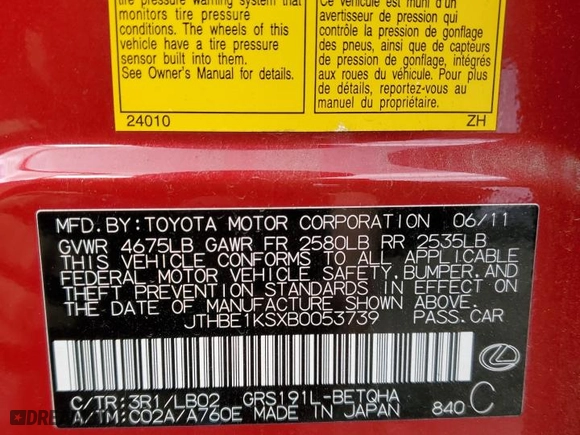 tire pressure warning system that
monitors tire pressure
conditions. The wheels of this
vehicle have a tire pressure
sensor built into them.
See Owner's Manual for details.
Ce véhicule est muni d'un
avertisseur de pression qui
contrôle la pression de gonflage
des pneus, ainsi que de capteurs
de pression de gonflage, intégrés
aux roues du véhicule. Pour plus
de détails, reportez-vous au
manuel du propriétaire.
24010
ZH
MFD. BY: TOYOTA MOTOR CORPORATION 06/11
GVWR 4675LB GAWR FR 2580LB RR 2535LB
THIS VEHICLE CONFORMS TO ALL APPLICABLE
FEDERAL MOTOR VEHICLE SAFETY, BUMPER, AND
THEFT PREVENTION STANDARDS IN EFFECT ON
THE DATE OF MANUFACTURE SHOWN ABOVE.
JTHBE1KSXB0053739 PASS.CAR
C/TR:3R1/LB02 GRS191L-BETQHA C
A/TM:C02A/A760E MADE IN JAPAN 840